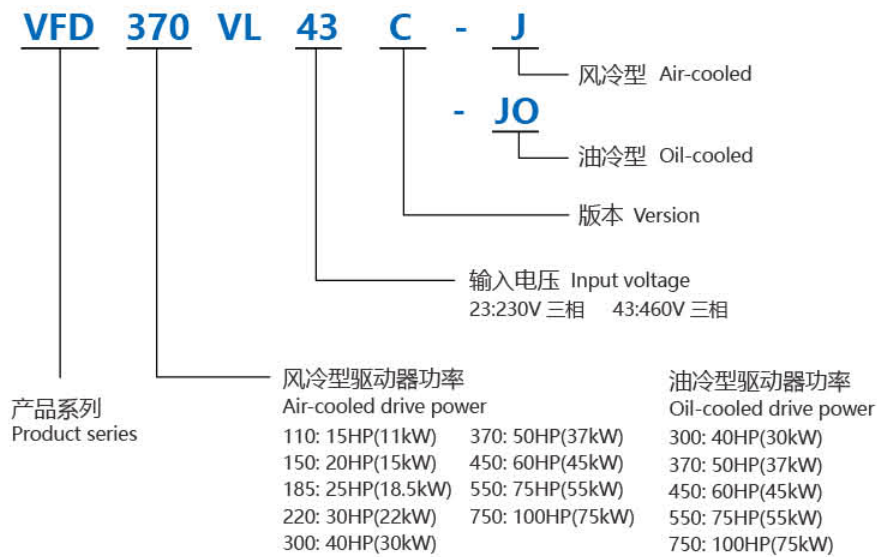 VFD 370 VL 43 C - J
风冷型 Air-cooled
- JO
油冷型 Oil-cooled
版本 Version
输入电压 Input voltage
23:230V 三相 43:460V 三相
产品系列
Product series
风冷型驱动器功率
Air-cooled drive power
110: 15HP(11kW) 370: 50HP(37kW)
150: 20HP(15kW) 450: 60HP(45kW)
185: 25HP(18.5kW) 550: 75HP(55kW)
220: 30HP(22kW) 750: 100HP(75kW)
300: 40HP(30kW)
油冷型驱动器功率
Oil-cooled drive power
300: 40HP(30kW)
370: 50HP(37kW)
450: 60HP(45kW)
550: 75HP(55kW)
750: 100HP(75kW)